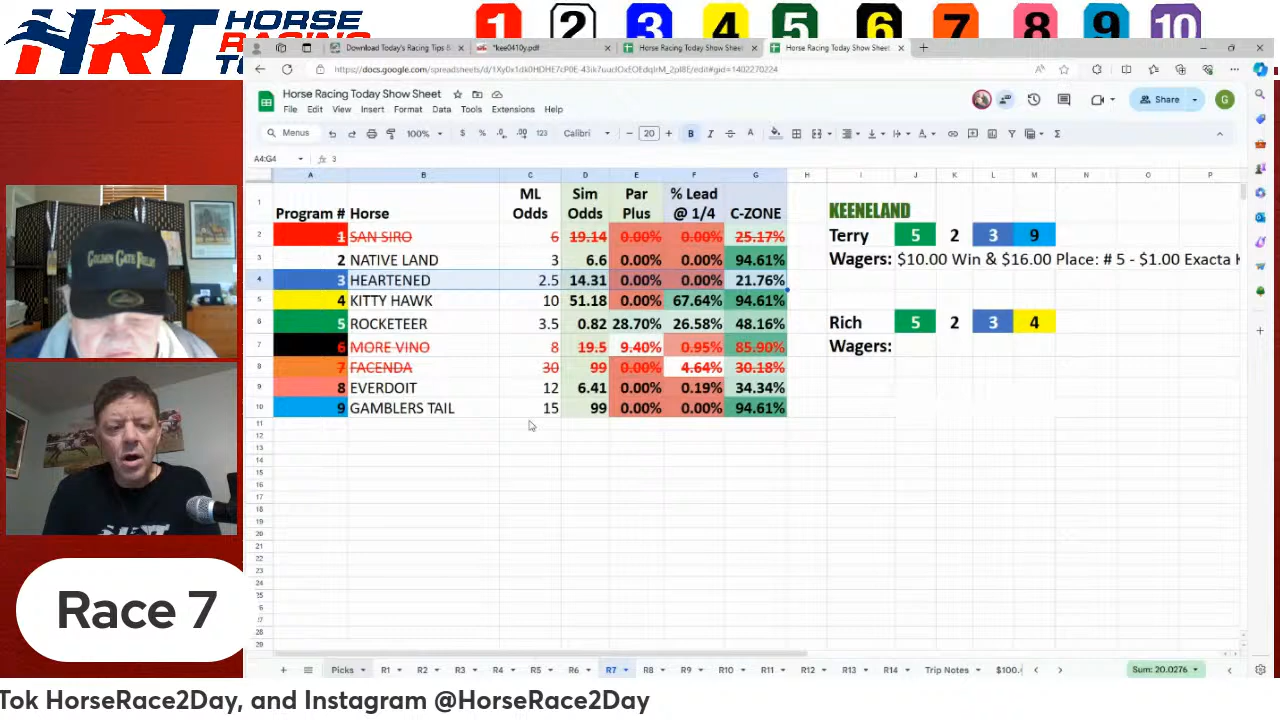 HRT HORSE
1 2 3 4 5 6 7 8 9 10
Download Today's Racing Tips & *kee0410y.pdf Horse Racing Today Show Sheet Horse Racing Today Show Sheet
Horse Racing Today Show Sheet
Share G
File Edit View Insert Format Data Tools Extensions Help
Menus 100% $ % .0 .00 123 Calibri 20 B I A
A4:G4 fx 3
A B C D E F G H I J K L M N O P
Program # Horse ML Odds Sim Odds Par Plus % Lead @ 1/4 C-ZONE
1 SAN SIRO 6 19.14 0.00% 0.00% 25.17%
2 NATIVE LAND 3 6.6 0.00% 0.00% 94.61%
3 HEARTENED 2.5 14.31 0.00% 0.00% 21.76%
4 KITTY HAWK 10 51.18 0.00% 67.64% 94.61%
5 ROCKETEER 3.5 0.82 28.70% 26.58% 48.16%
6 MORE VINO 8 19.5 9.40% 0.95% 85.90%
7 FACENDA 30 99 0.00% 4.64% 30.18%
8 EVERDOIT 12 6.41 0.00% 0.19% 34.34%
9 GAMBLERS TAIL 15 99 0.00% 0.00% 94.61%
KEENELAND
Terry 5 2 3 9
Wagers: $10.00 Win & $16.00 Place: # 5 - $1.00 Exacta K
Rich 5 2 3 4
Wagers:
GOLDEN GATE FIELDS
Race 7
Picks R1 R2 R3 R4 R5 R6 R7 R8 R9 R10 R11 R12 R13 R14 Trip Notes $100. Sum: 20.0276
Tok HorseRace2Day, and Instagram @HorseRace2Day